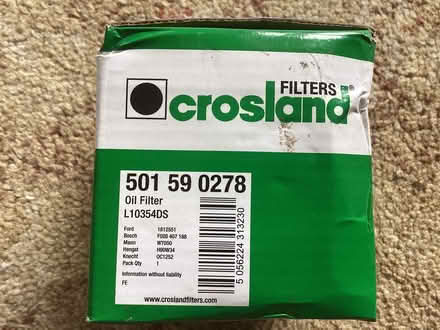 FILTERS
crosland®
501 59 0278
Oil Filter
L10354DS
Ford 1812551
Bosch F026 407 188
Mann W7050
Hengst H90W34
Knecht OC1252
Pack Qty 1
Information without liability
FE
www.croslandfilters.com
5 056224 313230